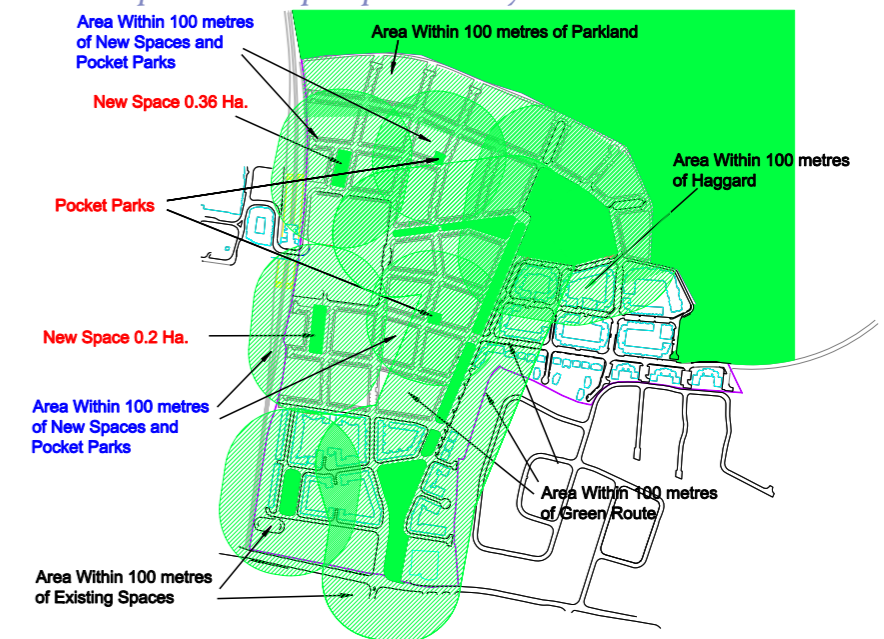 Area Within 100 metres
of New Spaces and
Pocket Parks
Area Within 100 metres of Parkland
New Space 0.36 Ha.
Area Within 100 metres
of Haggard
Pocket Parks
New Space 0.2 Ha.
Area Within 100 metres
of New Spaces and
Pocket Parks
Area Within 100 metres
of Green Route
Area Within 100 metres
of Existing Spaces